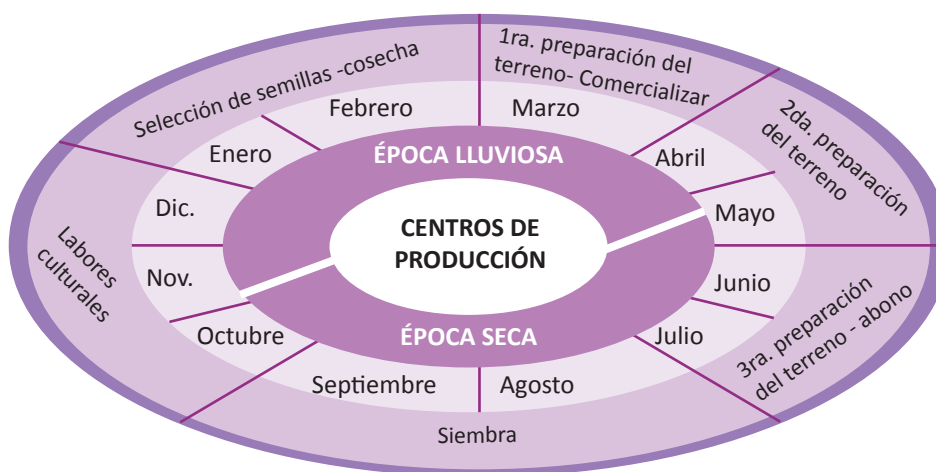 Selección de semillas -cosecha
1ra. preparación del
terreno- Comercializar
2da. preparación
del terreno
Febrero
Marzo
Enero
Abril
ÉPOCA LLUVIOSA
Dic.
Mayo
CENTROS DE
PRODUCCIÓN
Labores
culturales
Nov.
Junio
Octubre
ÉPOCA SECA
Julio
3ra. preparación
del terreno - abono
Septiembre
Agosto
Siembra